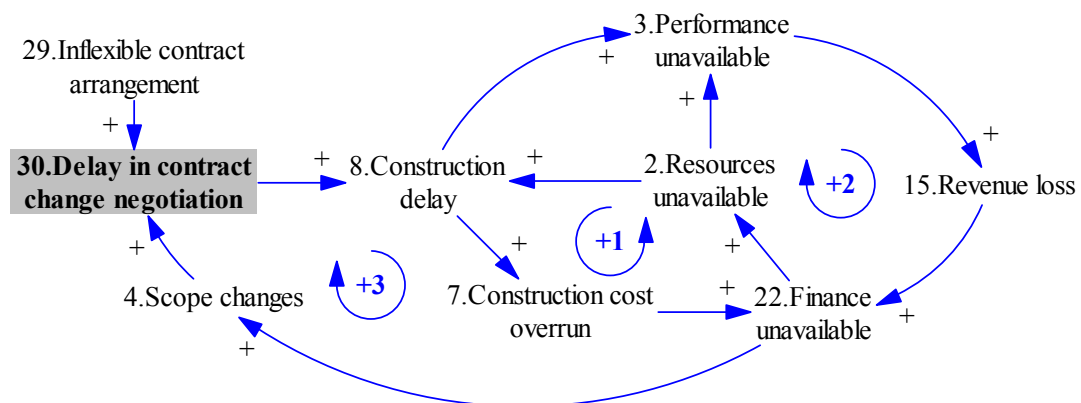 3.Performance
unavailable
29.Inflexible contract
arrangement
+
+
+
+
30.Delay in contract
change negotiation
+
8.Construction
delay
+
2.Resources
unavailable
+2
15.Revenue loss
+
+1
+
+
4.Scope changes
+3
7.Construction cost
overrun
+
22.Finance
unavailable
+
+